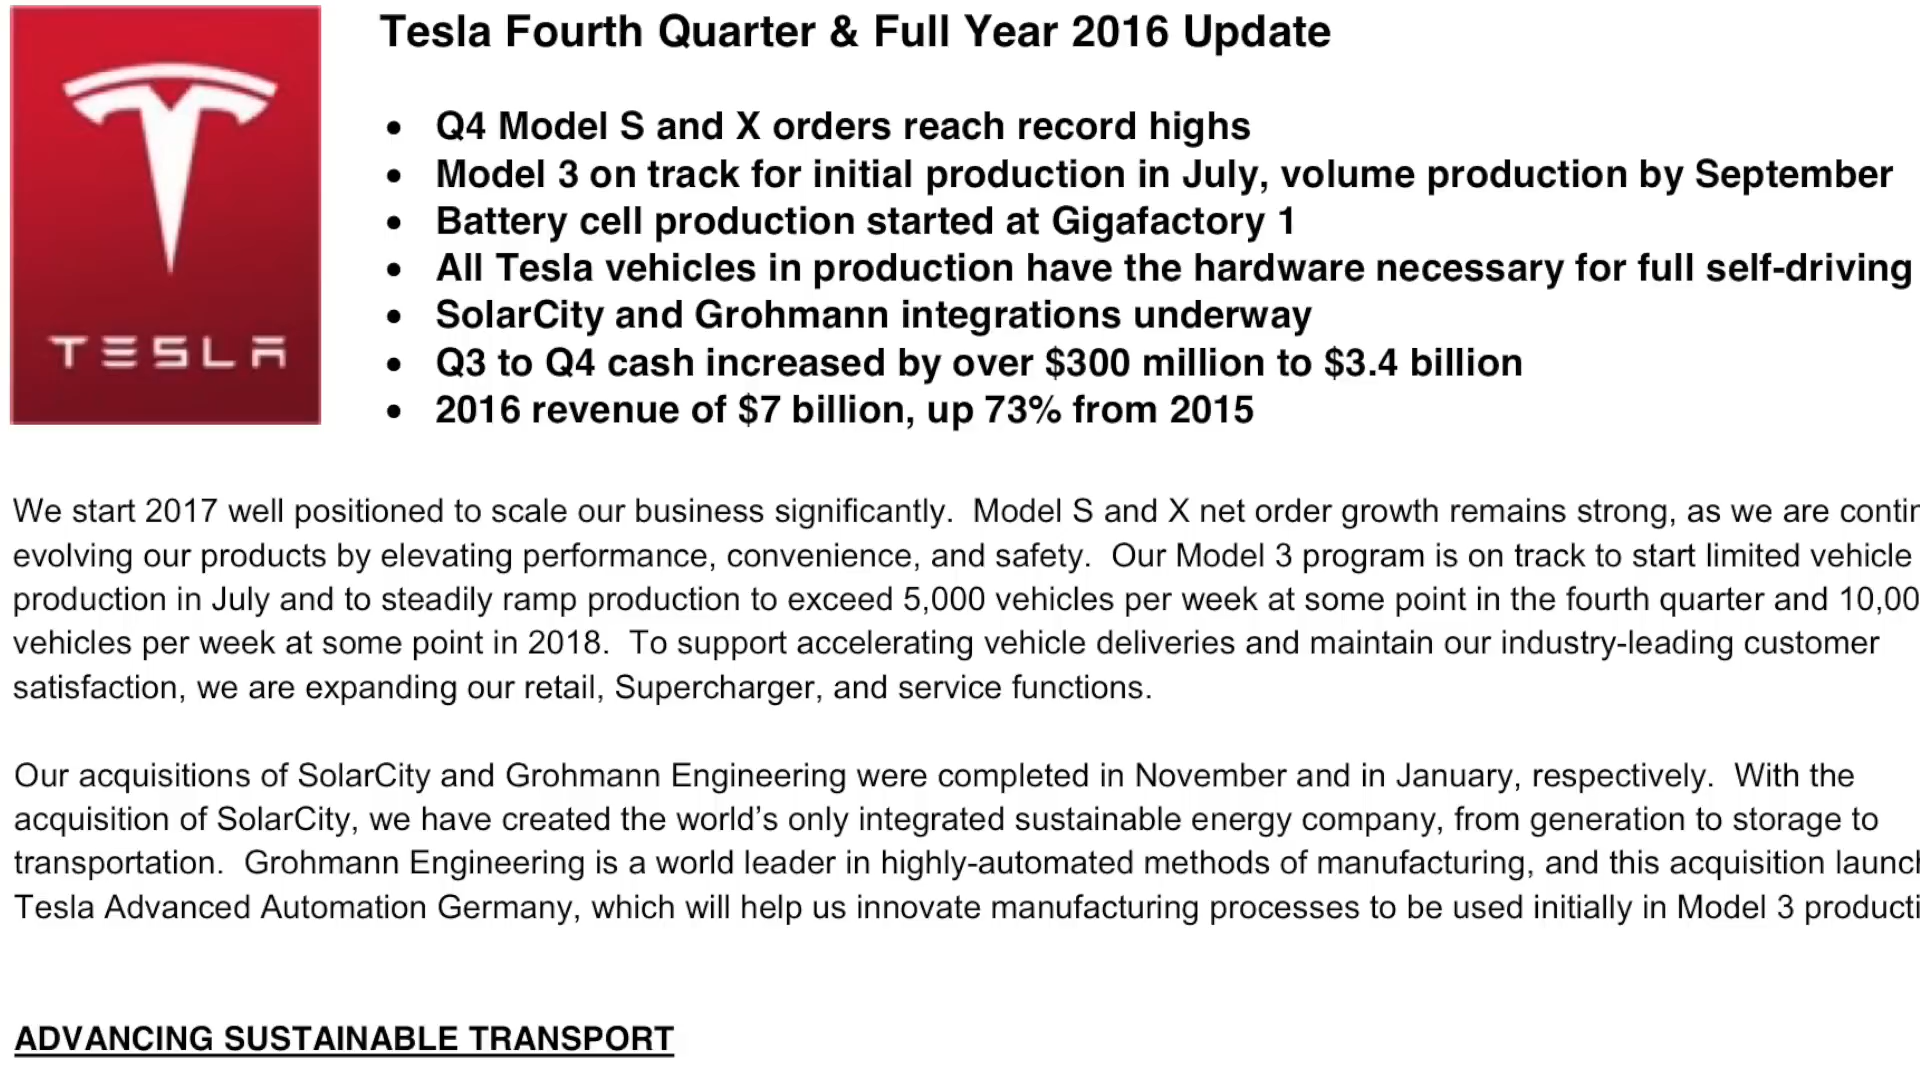 TESLA
Tesla Fourth Quarter & Full Year 2016 Update
• Q4 Model S and X orders reach record highs
• Model 3 on track for initial production in July, volume production by September
• Battery cell production started at Gigafactory 1
• All Tesla vehicles in production have the hardware necessary for full self-driving
• SolarCity and Grohmann integrations underway
• Q3 to Q4 cash increased by over $300 million to $3.4 billion
• 2016 revenue of $7 billion, up 73% from 2015
We start 2017 well positioned to scale our business significantly.  Model S and X net order growth remains strong, as we are
evolving our products by elevating performance, convenience, and safety.  Our Model 3 program is on track to start limited vehicle
production in July and to steadily ramp production to exceed 5,000 vehicles per week at some point in the fourth quarter and 10,00
vehicles per week at some point in 2018.  To support accelerating vehicle deliveries and maintain our industry-leading customer
satisfaction, we are expanding our retail, Supercharger, and service functions.
Our acquisitions of SolarCity and Grohmann Engineering were completed in November and in January, respectively.  With the
acquisition of SolarCity, we have created the world’s only integrated sustainable energy company, from generation to storage to
transportation.  Grohmann Engineering is a world leader in highly-automated methods of manufacturing, and this acquisition
Tesla Advanced Automation Germany, which will help us innovate manufacturing processes to be used initially in Model 3
ADVANCING SUSTAINABLE TRANSPORT